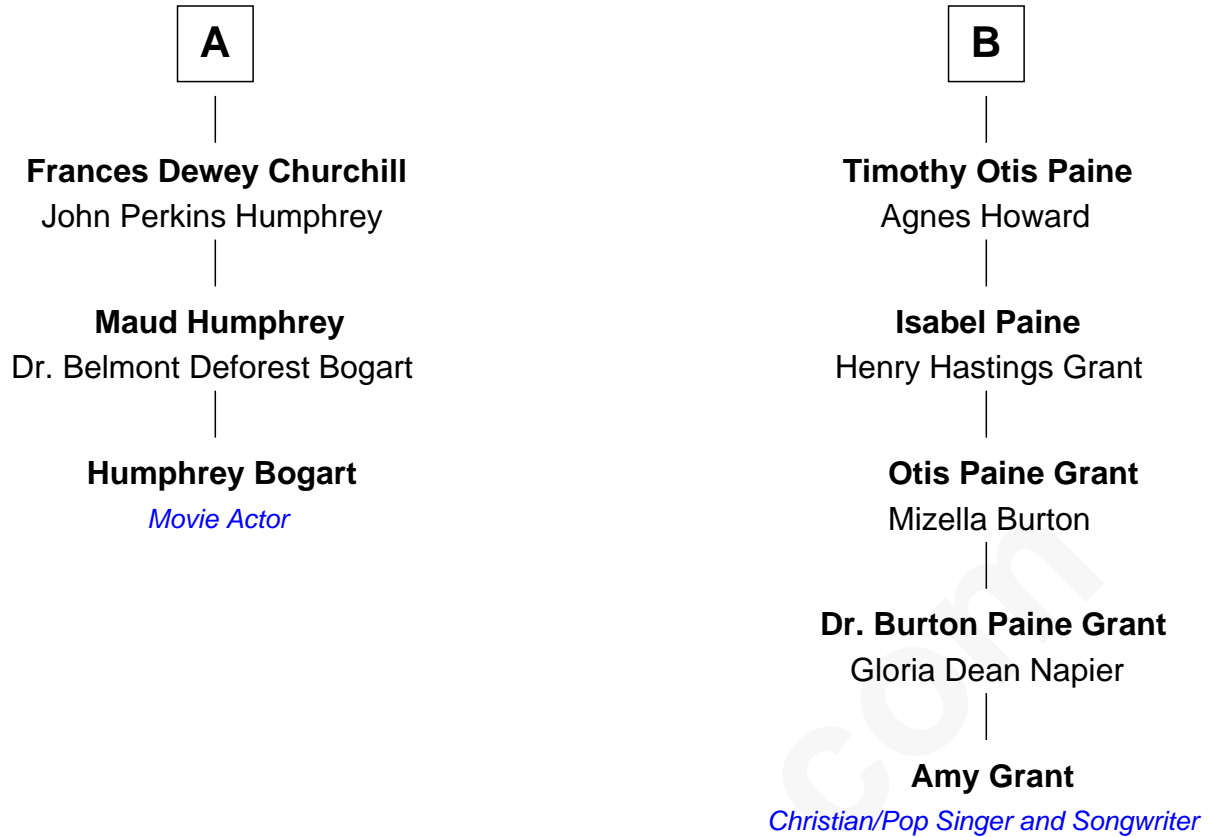 A
Frances Dewey Churchill
John Perkins Humphrey
Maud Humphrey
Dr. Belmont Deforest Bogart
Humphrey Bogart
Movie Actor
B
Timothy Otis Paine
Agnes Howard
Isabel Paine
Henry Hastings Grant
Otis Paine Grant
Mizella Burton
Dr. Burton Paine Grant
Gloria Dean Napier
Amy Grant
Christian/Pop Singer and Songwriter
com